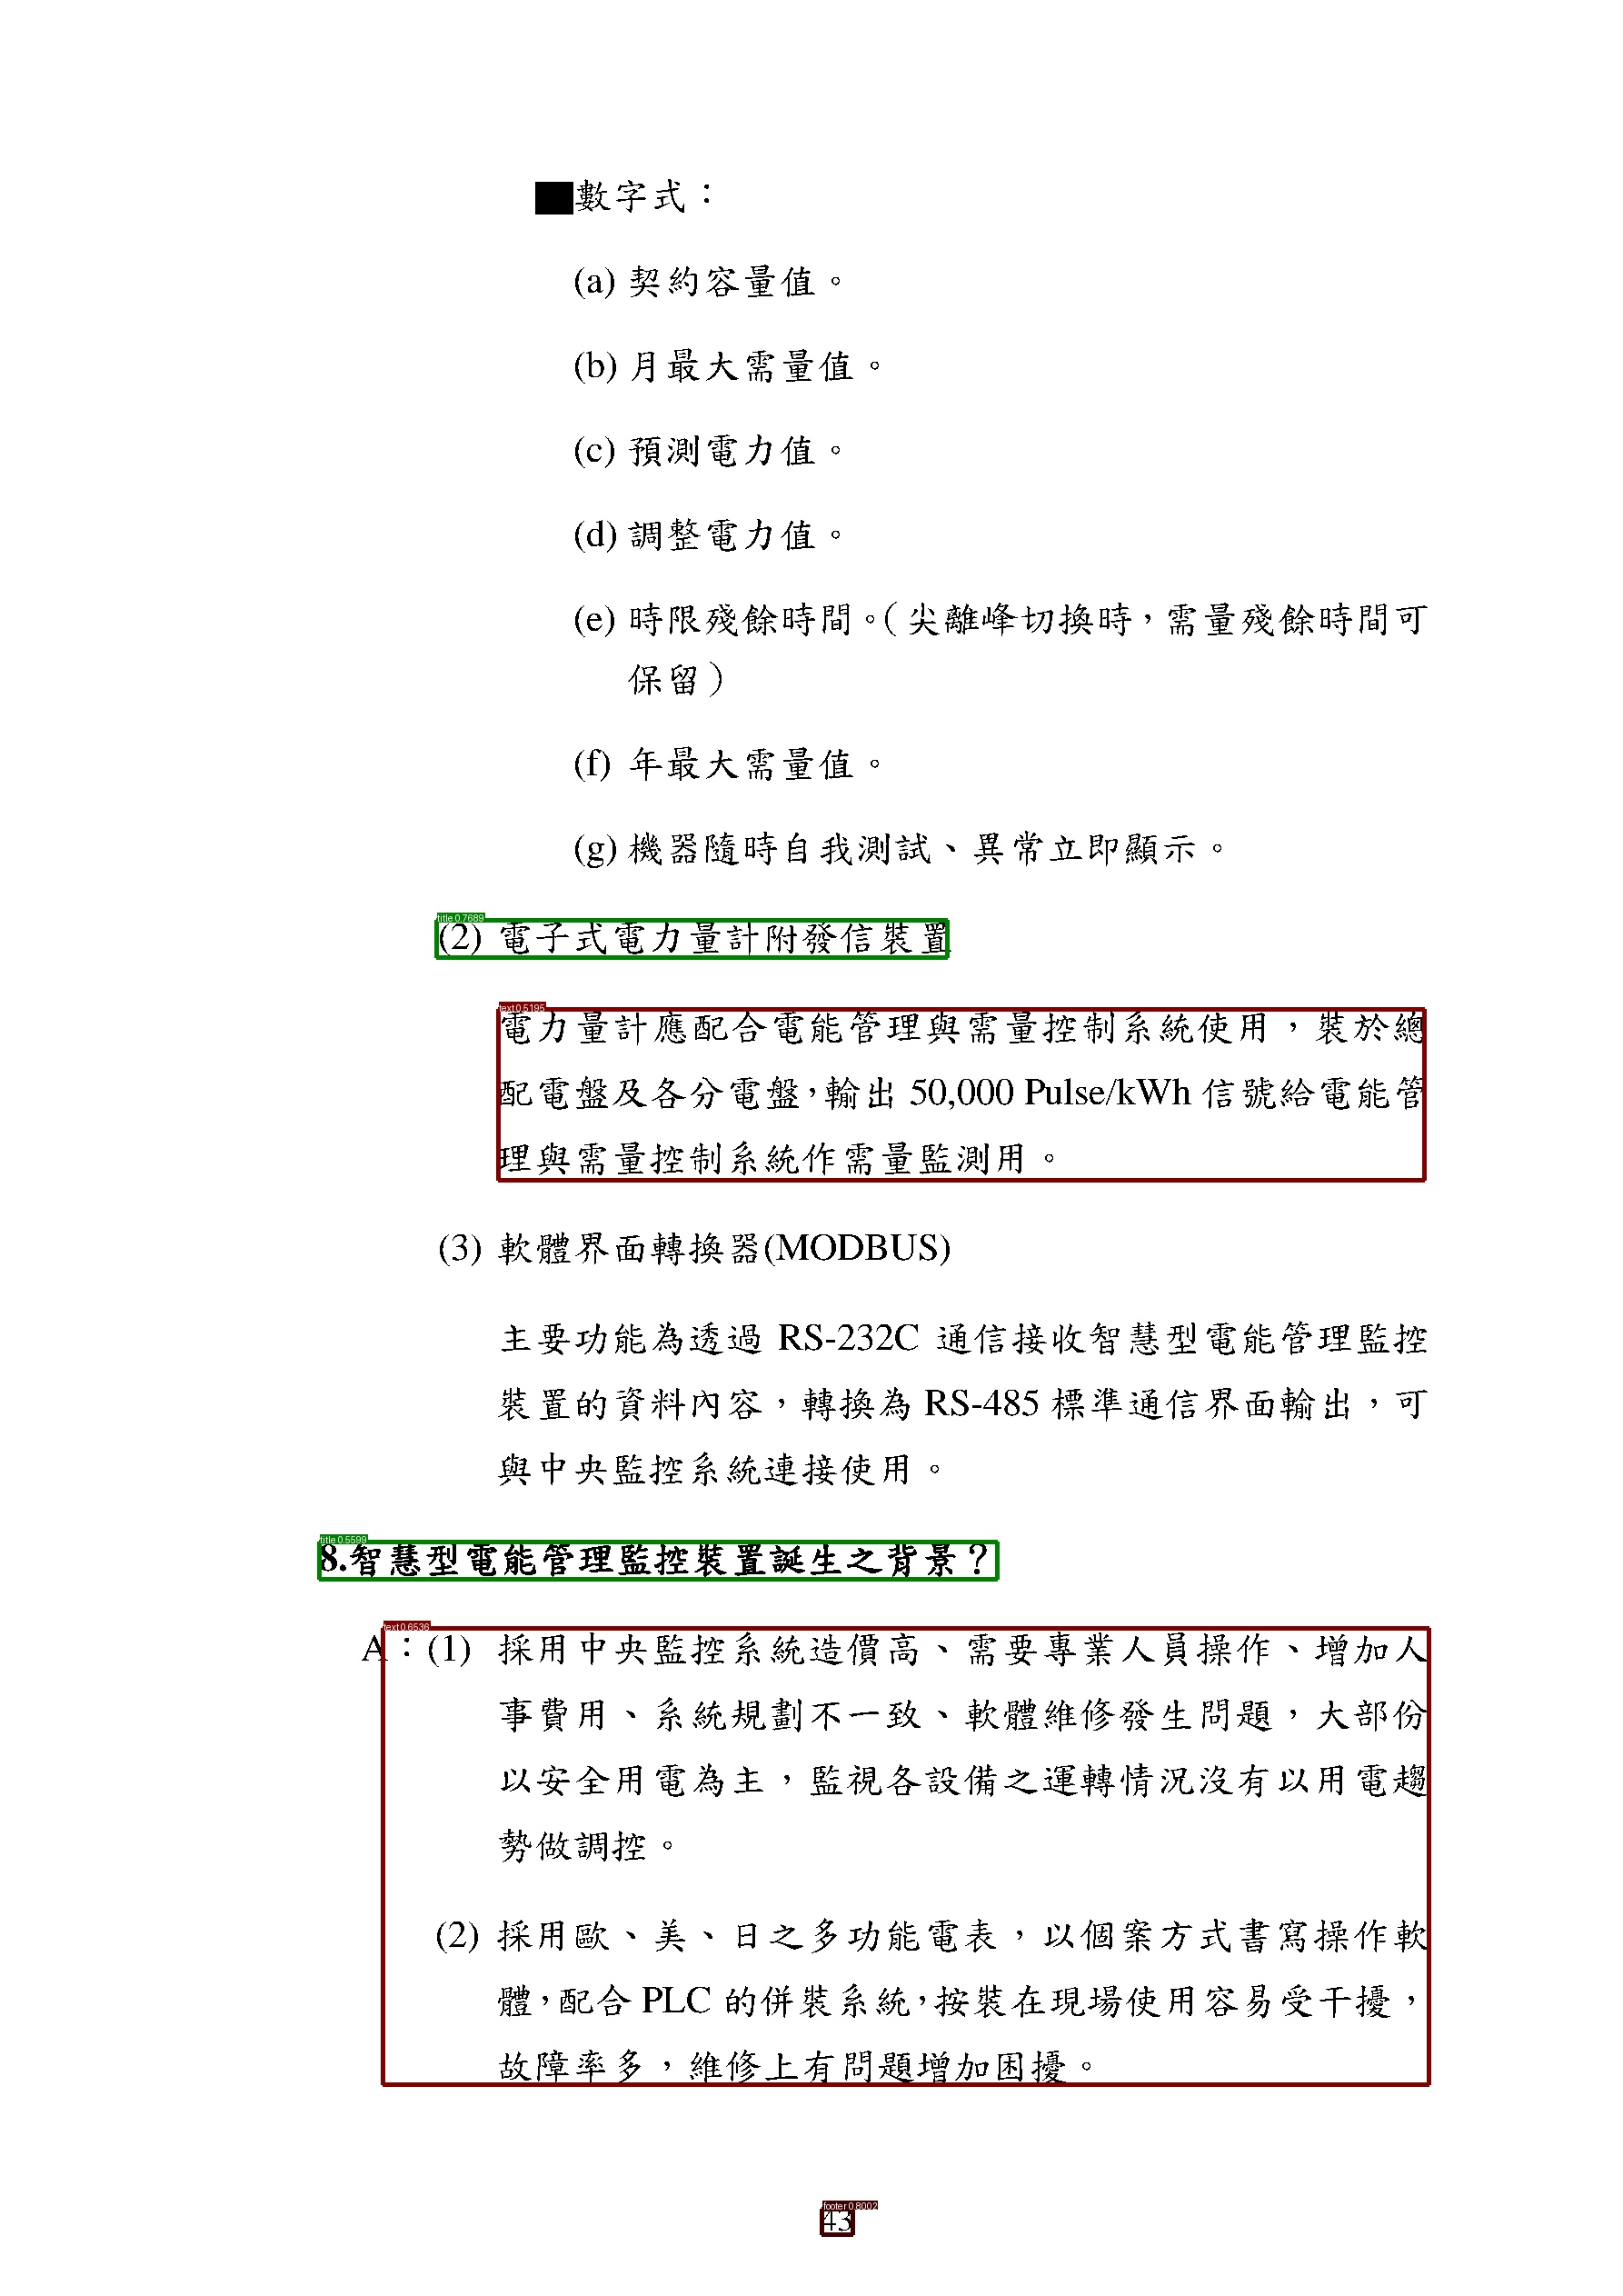 ■數字式：
(a) 契約容量值。
(b) 月最大需量值。
(c) 預測電力值。
(d) 調整電力值。
(e) 時限殘餘時間。（尖離峰切換時，需量殘餘時間可
保留）
(f) 年最大需量值。
(g) 機器隨時自我測試、異常立即顯示。
title 0.7689
(2) 電子式電力量計附發信裝置
text 0.5195
電力量計應配合電能管理與需量控制系統使用，裝於總
配電盤及各分電盤，輸出 50,000 Pulse/kWh 信號給電能管
理與需量控制系統作需量監測用。
(3) 軟體界面轉換器(MODBUS)
主要功能為透過 RS-232C 通信接收智慧型電能管理監控
裝置的資料內容，轉換為 RS-485 標準通信界面輸出，可
與中央監控系統連接使用。
title 0.5599
8.智慧型電能管理監控裝置誕生之背景？
text 0.6536
A：(1) 採用中央監控系統造價高、需要專業人員操作、增加人
事費用、系統規劃不一致、軟體維修發生問題，大部份
以安全用電為主，監視各設備之運轉情況沒有以用電趨
勢做調控。
(2) 採用歐、美、日之多功能電表，以個案方式書寫操作軟
體，配合 PLC 的併裝系統，按裝在現場使用容易受干擾，
故障率多，維修上有問題增加困擾。
footer 0.8002
43